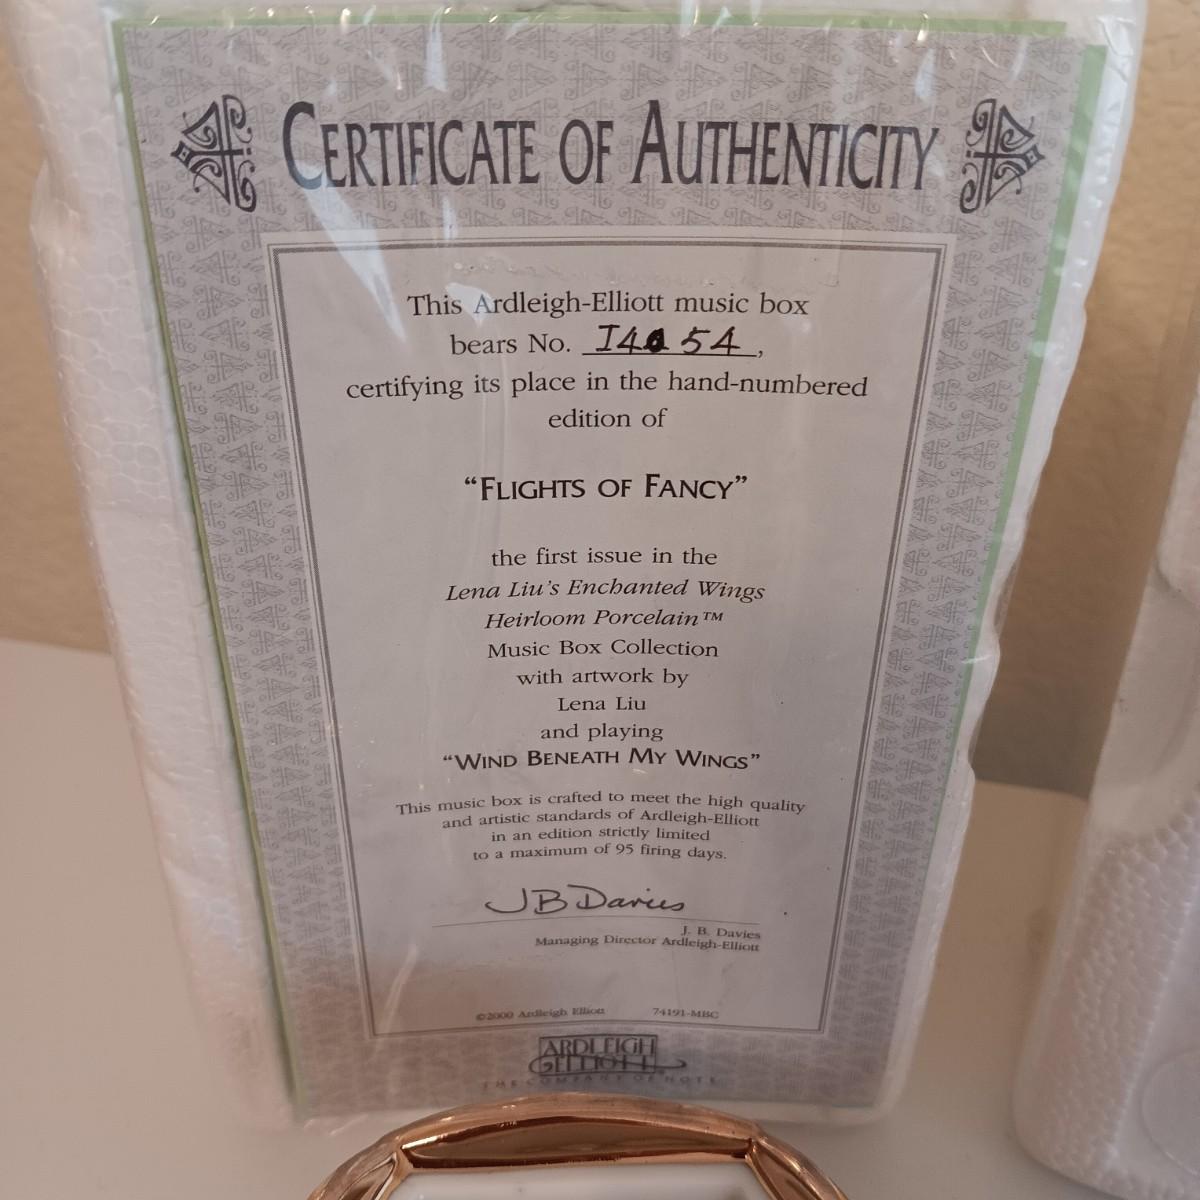 CERTIFICATE OF AUTHENTICITY
This Ardleigh-Elliott music box
bears No. I4054,
certifying its place in the hand-numbered
edition of
“FLIGHTS OF FANCY”
the first issue in the
Lena Liu's Enchanted Wings
Heirloom Porcelain™
Music Box Collection
with artwork by
Lena Liu
and playing
“WIND BENEATH MY WINGS”
This music box is crafted to meet the high quality
and artistic standards of Ardleigh-Elliott
in an edition strictly limited
to a maximum of 95 firing days.
JB Davies
J. B. Davies
Managing Director Ardleigh-Elliott
©2000 Ardleigh Elliott 74191-MBC
ARDLEIGH
ELLIOTT®
THE COMPANY OF NOTE